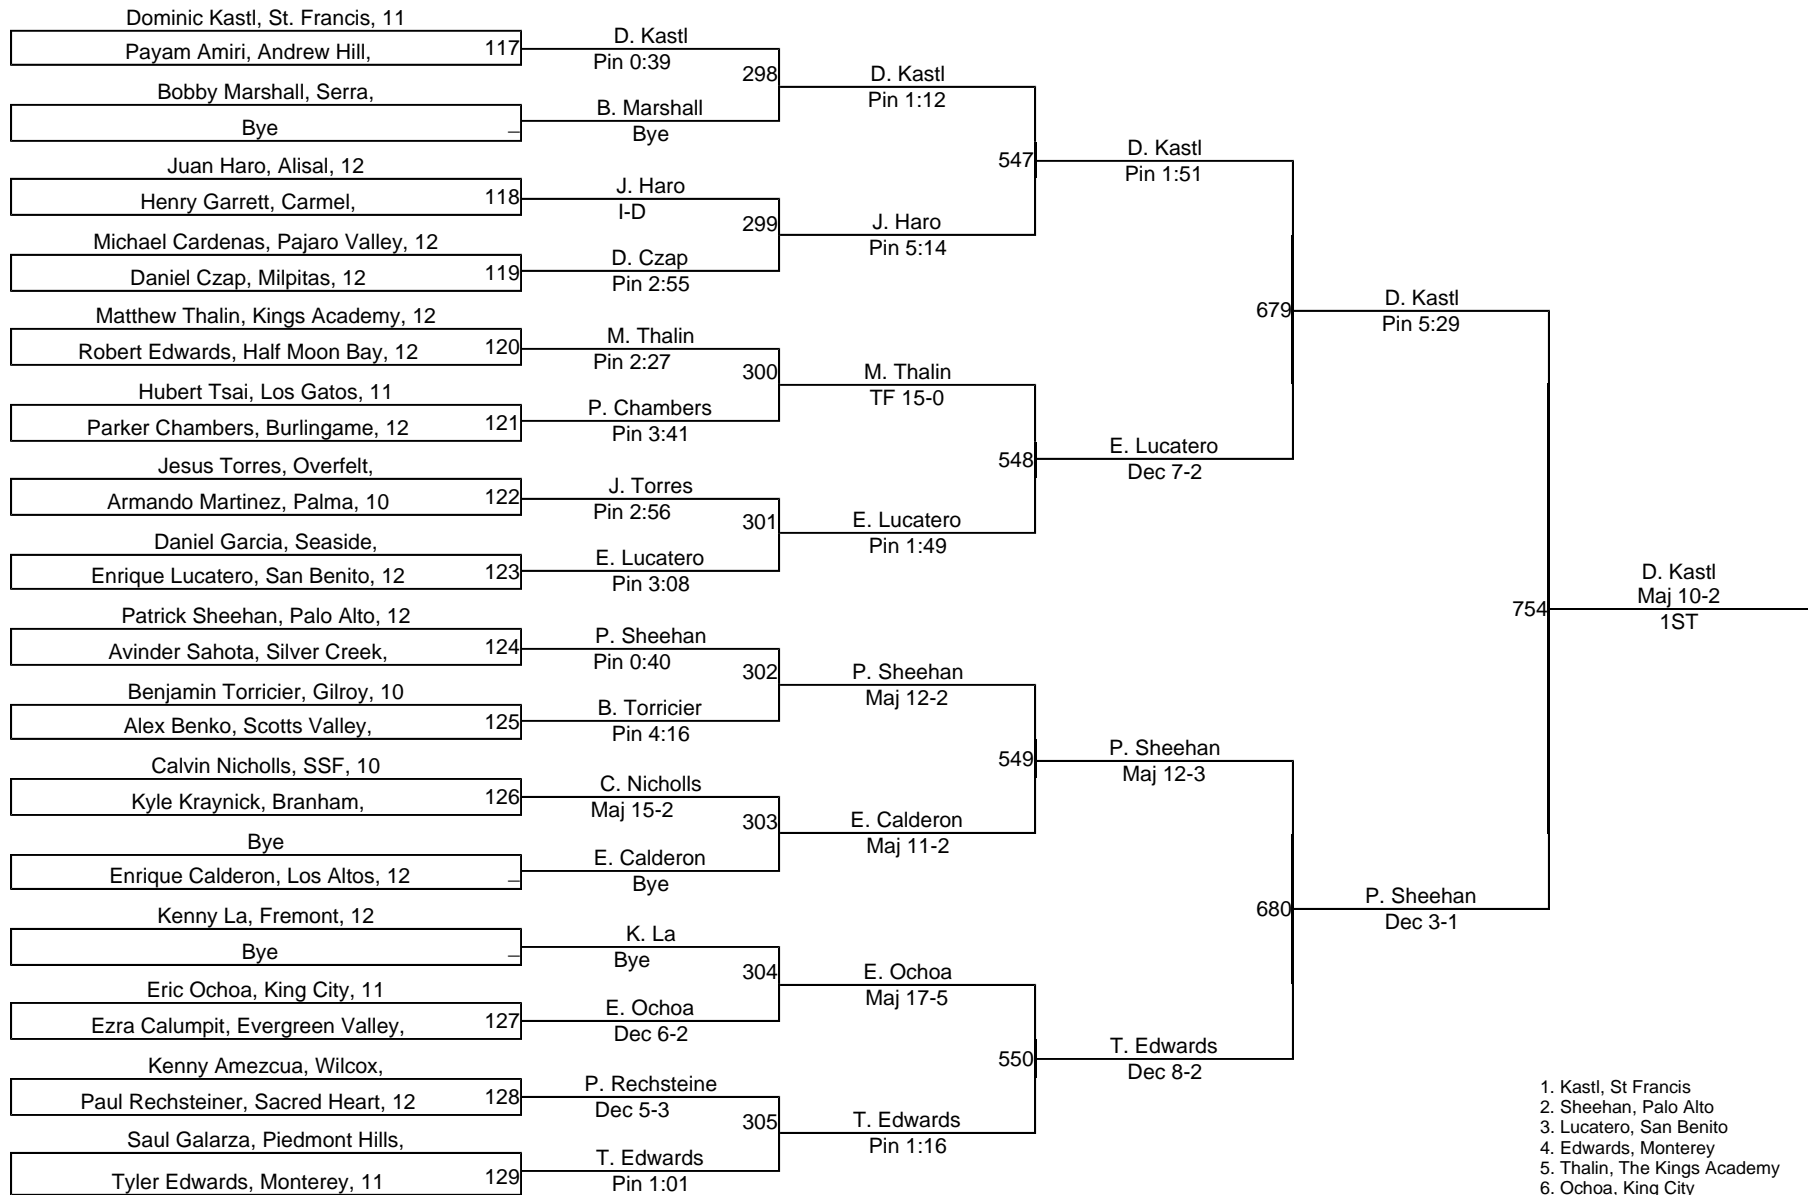 Dominic Kastl, St. Francis, 11
Payam Amiri, Andrew Hill,
117
Bobby Marshall, Serra,
Bye
_
Juan Haro, Alisal, 12
Henry Garrett, Carmel,
118
Michael Cardenas, Pajaro Valley, 12
Daniel Czap, Milpitas, 12
119
Matthew Thalin, Kings Academy, 12
Robert Edwards, Half Moon Bay, 12
120
Hubert Tsai, Los Gatos, 11
Parker Chambers, Burlingame, 12
121
Jesus Torres, Overfelt,
Armando Martinez, Palma, 10
122
Daniel Garcia, Seaside,
Enrique Lucatero, San Benito, 12
123
Patrick Sheehan, Palo Alto, 12
Avinder Sahota, Silver Creek,
124
Benjamin Torricier, Gilroy, 10
Alex Benko, Scotts Valley,
125
Calvin Nicholls, SSF, 10
Kyle Kraynick, Branham,
126
Bye
Enrique Calderon, Los Altos, 12
_
Kenny La, Fremont, 12
Bye
_
Eric Ochoa, King City, 11
Ezra Calumpit, Evergreen Valley,
127
Kenny Amezcua, Wilcox,
Paul Rechsteiner, Sacred Heart, 12
128
Saul Galarza, Piedmont Hills,
Tyler Edwards, Monterey, 11
129
D. Kastl
Pin 0:39
298
B. Marshall
Bye
J. Haro
I-D
299
D. Czap
Pin 2:55
M. Thalin
Pin 2:27
300
P. Chambers
Pin 3:41
J. Torres
Pin 2:56
301
E. Lucatero
Pin 3:08
P. Sheehan
Pin 0:40
302
B. Torricier
Pin 4:16
C. Nicholls
Maj 15-2
303
E. Calderon
Bye
K. La
Bye
304
E. Ochoa
Dec 6-2
P. Rechsteine
Dec 5-3
305
T. Edwards
Pin 1:01
D. Kastl
Pin 1:12
547
J. Haro
Pin 5:14
M. Thalin
TF 15-0
548
E. Lucatero
Pin 1:49
P. Sheehan
Maj 12-2
549
E. Calderon
Maj 11-2
E. Ochoa
Maj 17-5
550
T. Edwards
Pin 1:16
D. Kastl
Pin 1:51
679
E. Lucatero
Dec 7-2
P. Sheehan
Maj 12-3
680
T. Edwards
Dec 8-2
D. Kastl
Pin 5:29
754
P. Sheehan
Dec 3-1
D. Kastl
Maj 10-2
1ST
1. Kastl, St Francis
2. Sheehan, Palo Alto
3. Lucatero, San Benito
4. Edwards, Monterey
5. Thalin, The Kings Academy
6. Ochoa, King City